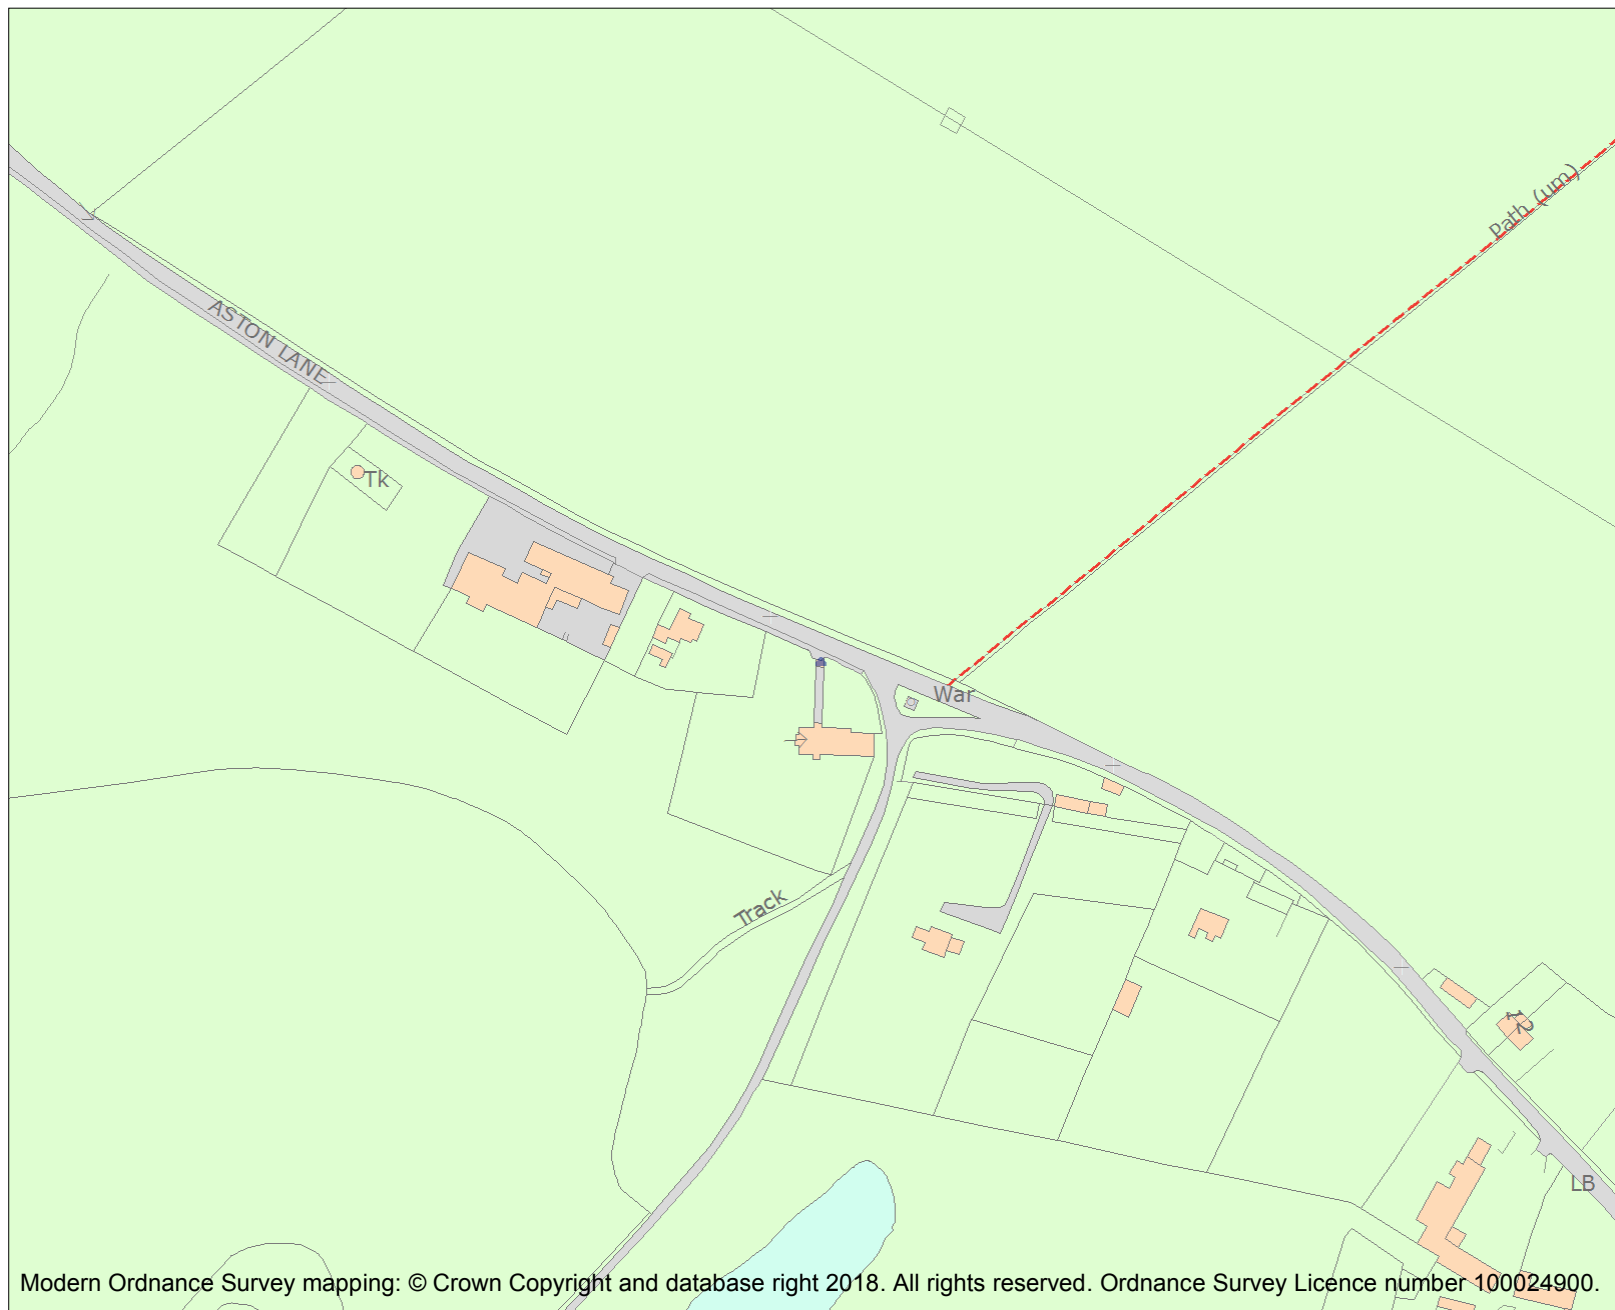 Path (um)
ASTON LANE
Tk
War
Track
12
LB
Modern Ordnance Survey mapping: © Crown Copyright and database right 2018. All rights reserved. Ordnance Survey Licence number 100024900.